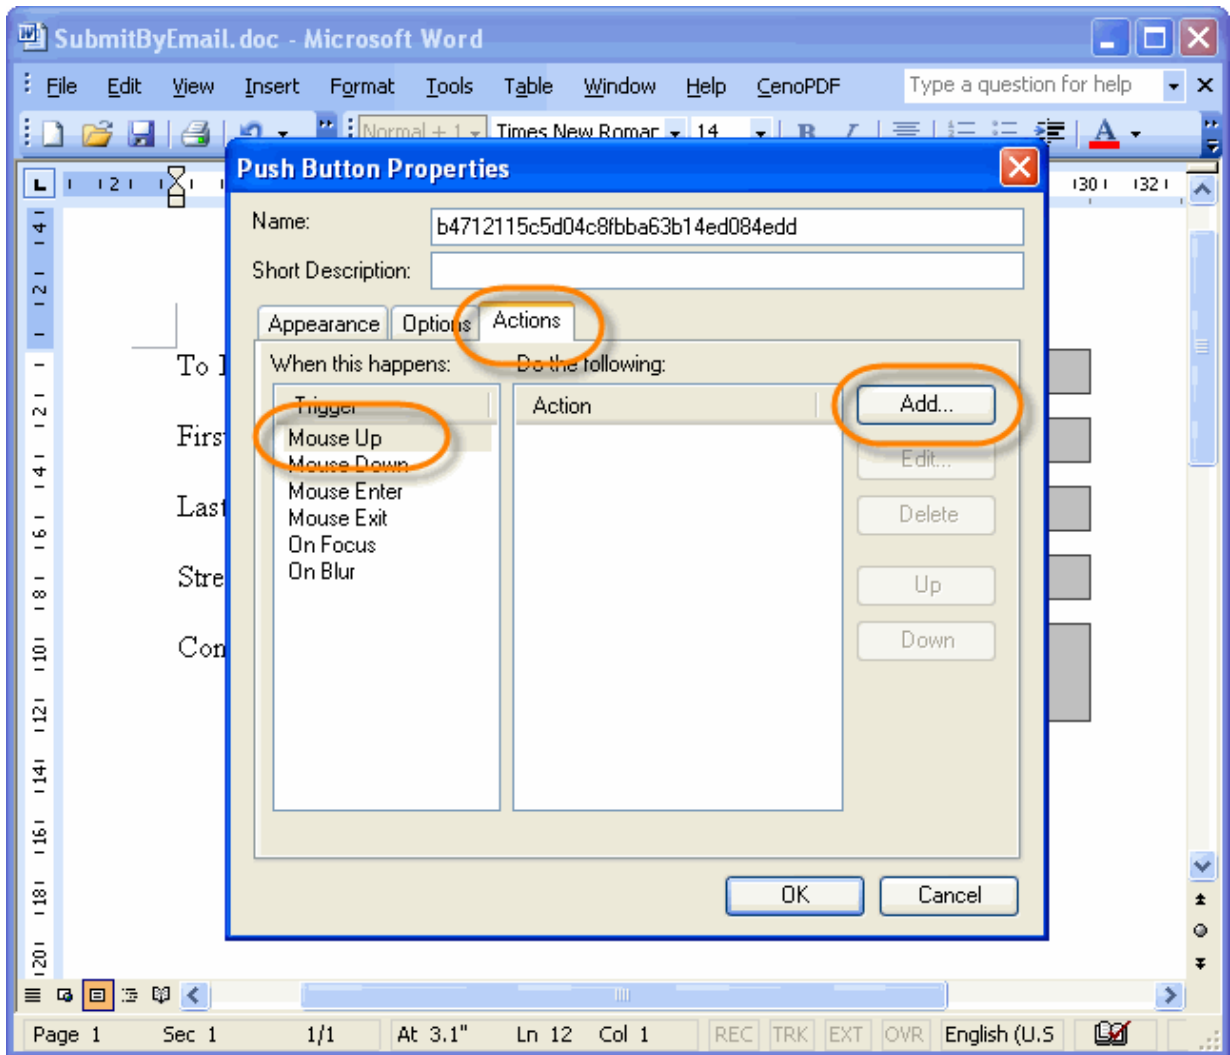 SubmitByEmail.doc - Microsoft Word
File Edit View Insert Format Tools Table Window Help CenoPDF Type a question for help
Normal + 1 Times New Roman 14 B I A
Push Button Properties
Name: b4712115c5d04c8fbba63b14ed084edd
Short Description:
Appearance Options Actions
When this happens: Do the following:
Trigger Action Add...
Mouse Up
Mouse Down Edit...
Mouse Enter
Mouse Exit Delete
On Focus
On Blur Up
Down
To
Firs
Last
Stre
Con
OK Cancel
Page 1 Sec 1 1/1 At 3.1" Ln 12 Col 1 REC TRK EXT OVR English (U.S